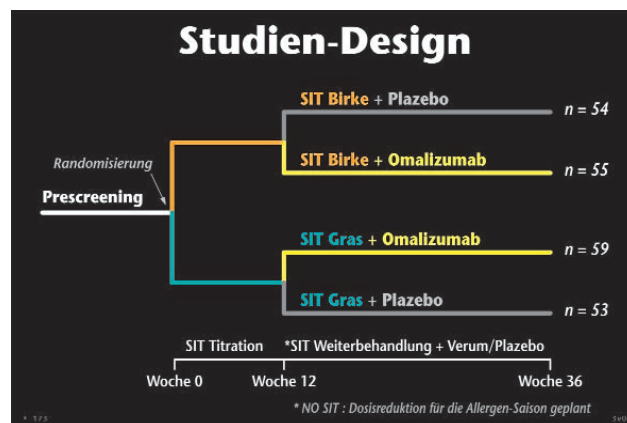 Studien-Design
SIT Birke + Plazebo
n = 54
Randomisierung
SIT Birke + Omalizumab
n = 55
Prescreening
SIT Gras + Omalizumab
n = 59
SIT Gras + Plazebo
n = 53
SIT Titration *SIT Weiterbehandlung + Verum/Plazebo
Woche 0 Woche 12 Woche 36
* NO SIT : Dosisreduktion für die Allergen-Saison geplant